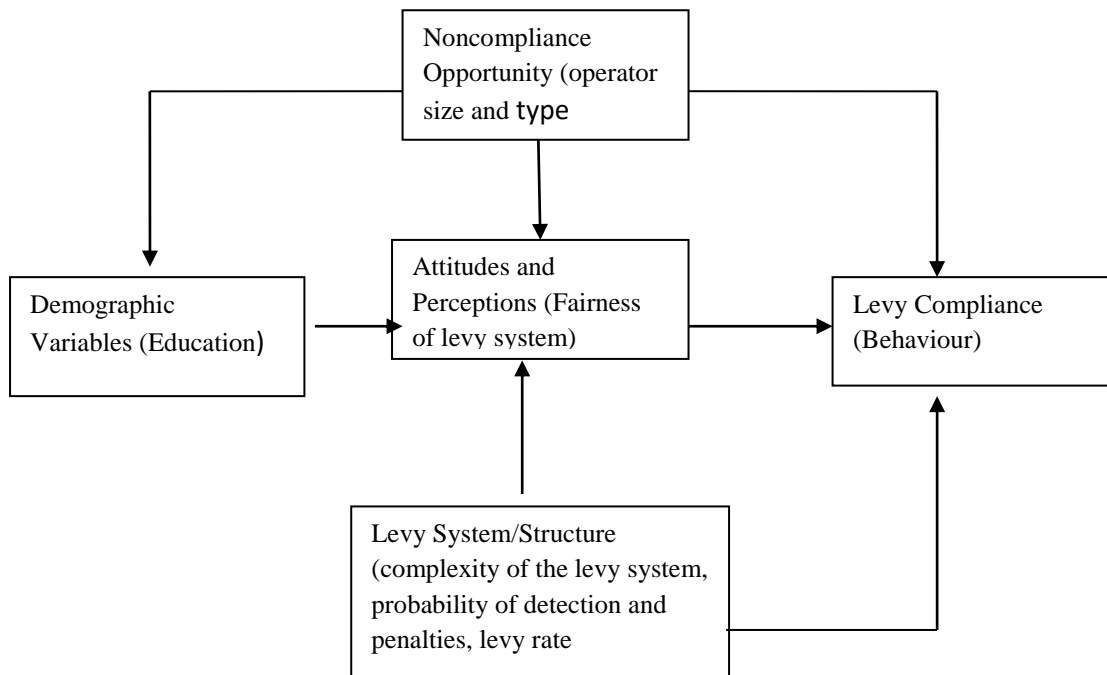 Noncompliance
Opportunity (operator
size and type
Attitudes and
Perceptions (Fairness
of levy system)
Demographic
Variables (Education)
Levy Compliance
(Behaviour)
Levy System/Structure
(complexity of the levy system,
probability of detection and
penalties, levy rate